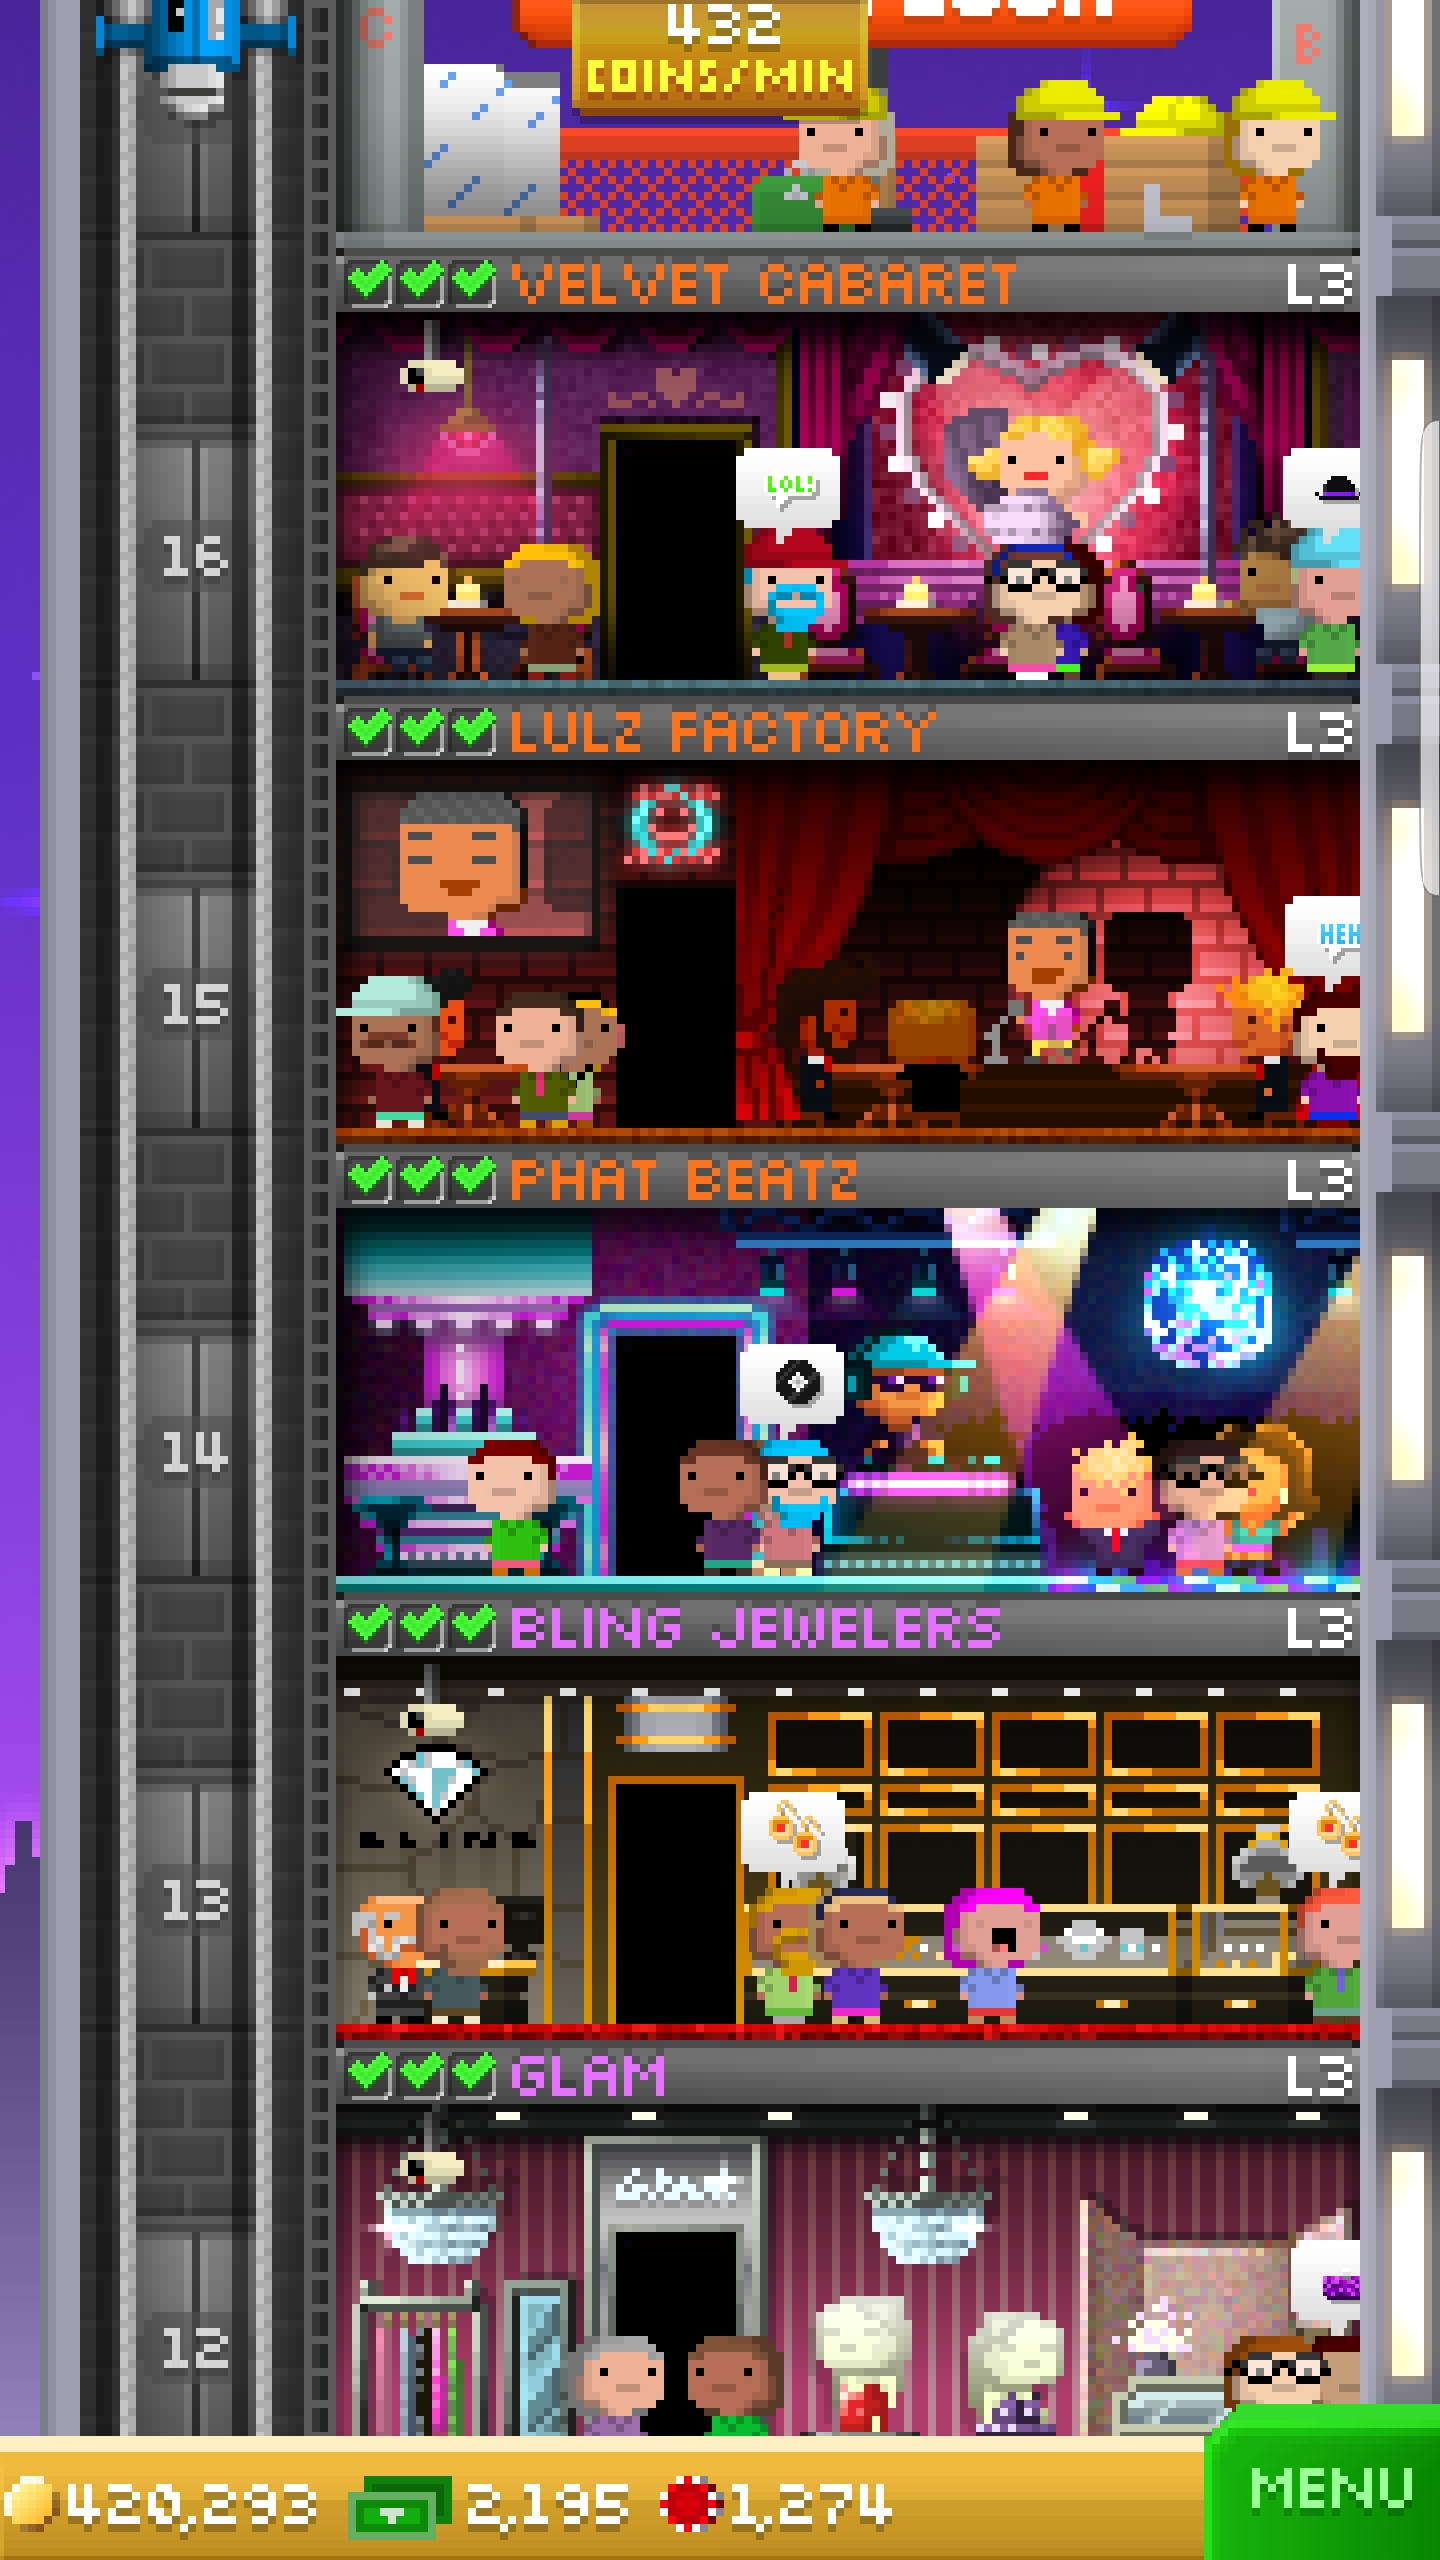 C
432
COINS/MIN
B
VELVET CABARET L3
LOL!
16
LULZ FACTORY L3
HEH
15
PHAT BEATZ L3
14
BLING JEWELERS L3
BLING
13
GLAM L3
12
420,293 2,195 1,274 MENU